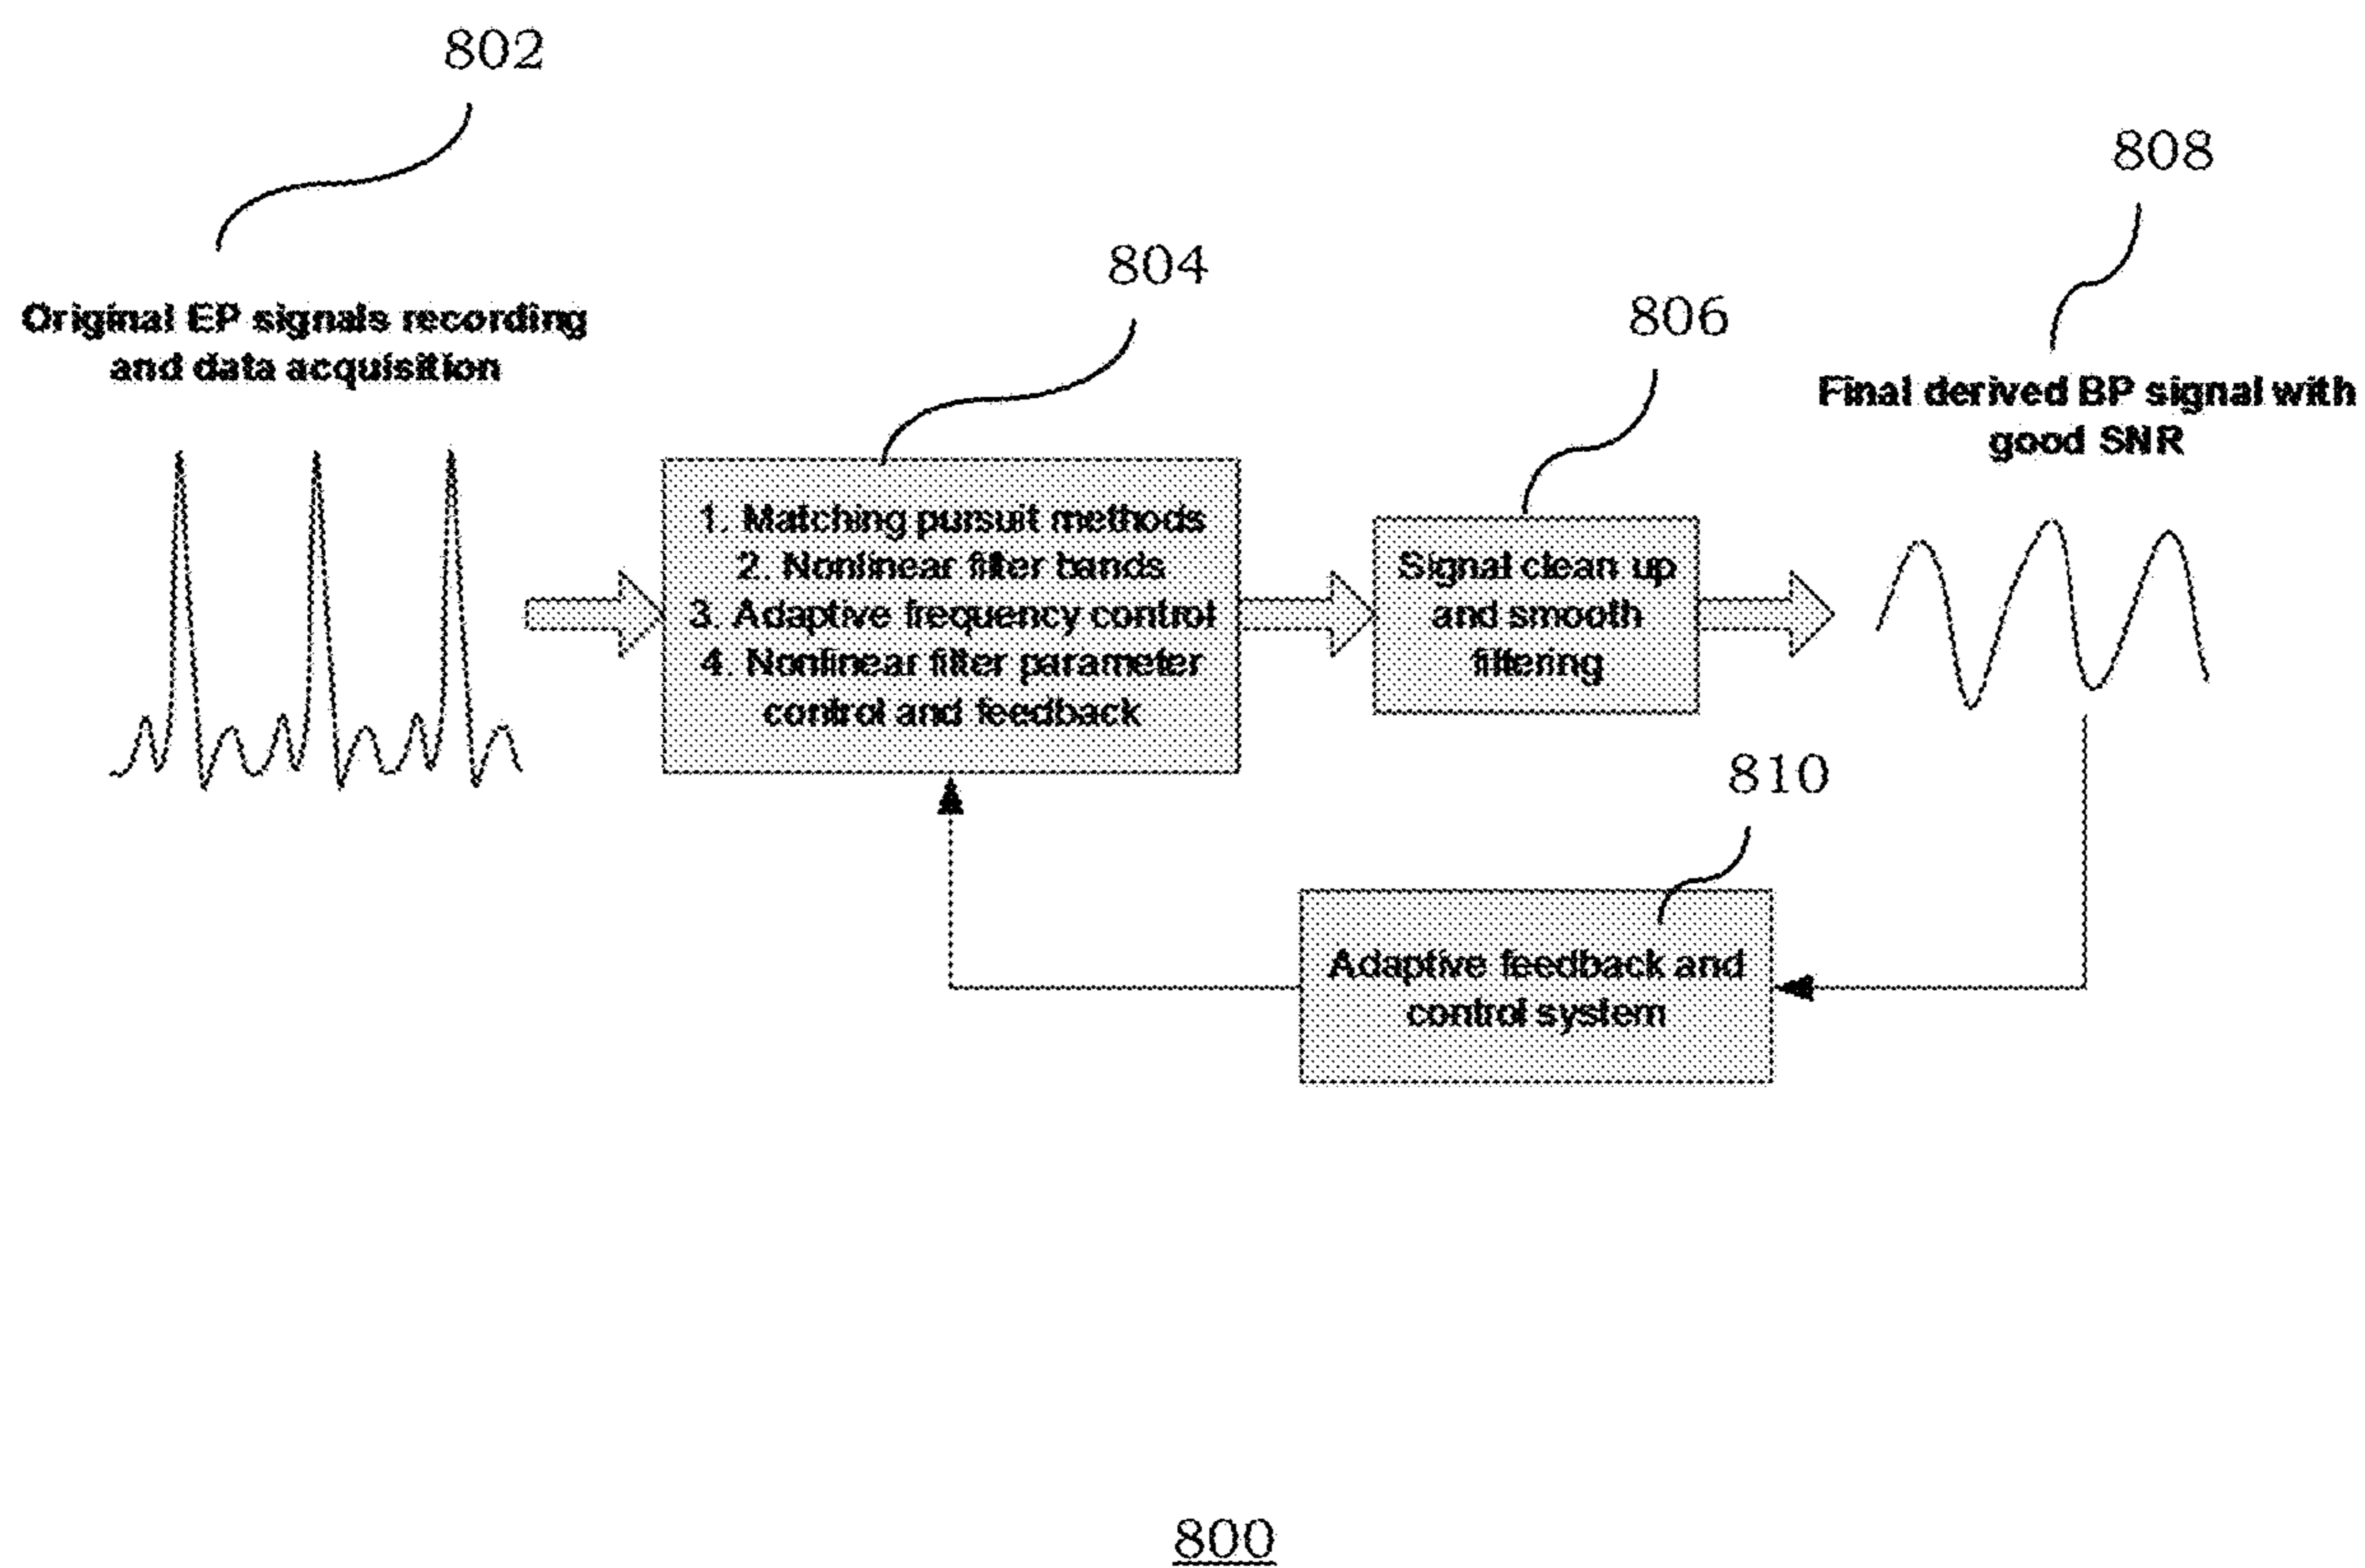 802
808
804
806
Original EP signals recording
and data acquisition
Final derived BP signal with
good SNR
1. Matching pursuit methods
2. Nonlinear filter bands
3. Adaptive frequency control
4. Nonlinear filter parameter
control and feedback
Signal clean up
and smooth
filtering
810
Adaptive feedback and
control system
800